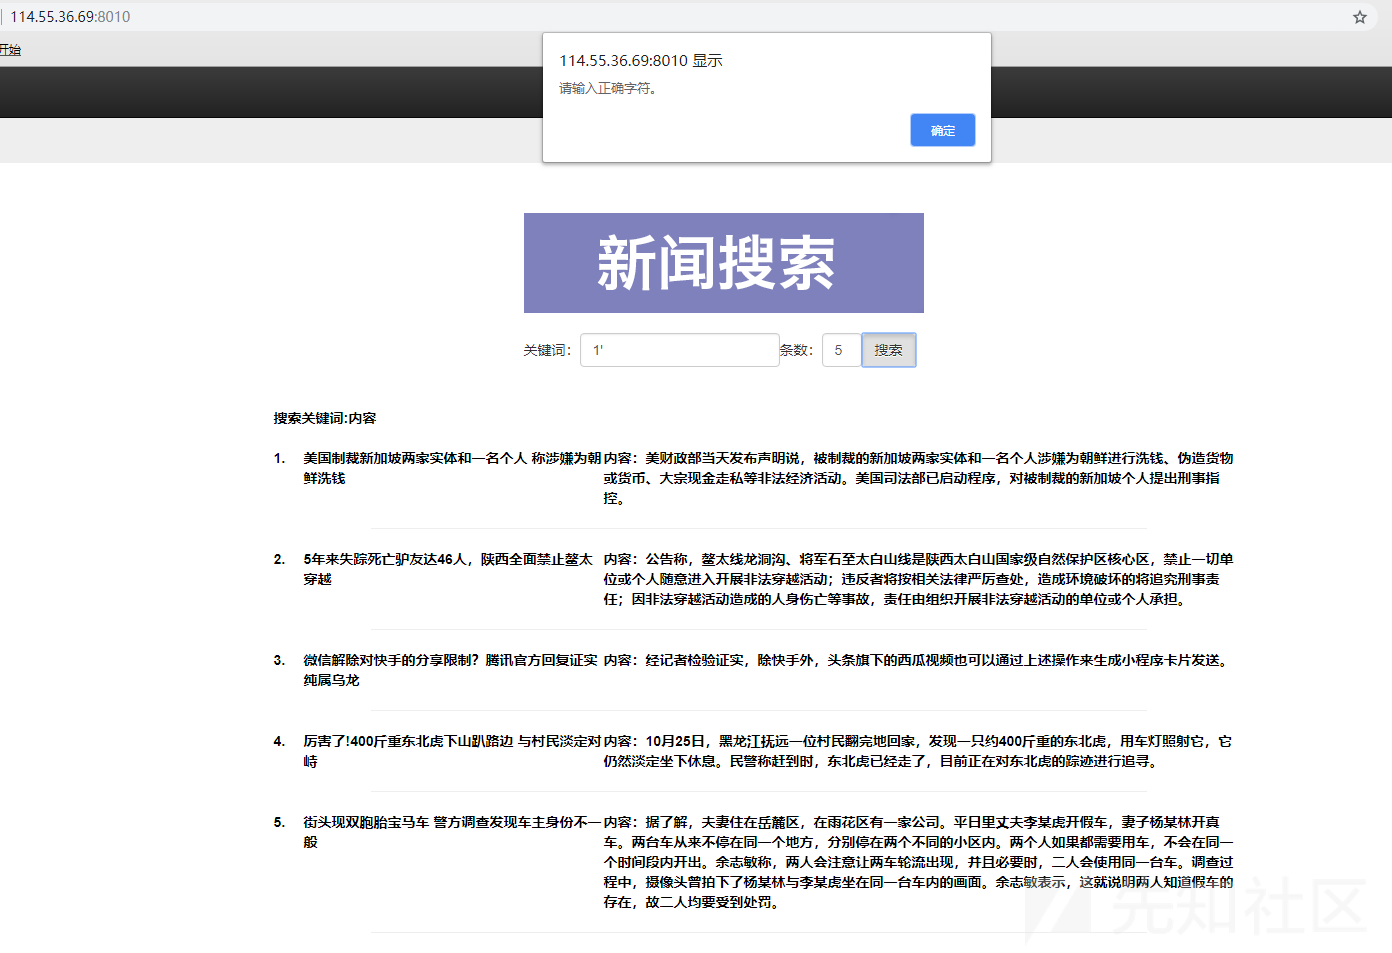 114.55.36.69:8010
开始
114.55.36.69:8010 显示
请输入正确字符。
确定
新闻搜索
关键词： 1' 条数： 5 搜索
搜索关键词:内容
1. 美国制裁新加坡两家实体和一名个人 称涉嫌为朝 内容：美财政部当天发布声明说，被制裁的新加坡两家实体和一名个人涉嫌为朝鲜进行洗钱、伪造货物
鲜洗钱 或货币、大宗现金走私等非法经济活动。美国司法部已启动程序，对被制裁的新加坡个人提出刑事指
控。
2. 5年来失踪死亡驴友达46人，陕西全面禁止鳌太 内容：公告称，鳌太线龙洞沟、将军石至太白山线是陕西太白山国家级自然保护区核心区，禁止一切单
穿越 位或个人随意进入开展非法穿越活动；违反者将按相关法律严厉查处，造成环境破坏的将追究刑事责
任；因非法穿越活动造成的人身伤亡等事故，责任由组织开展非法穿越活动的单位或个人承担。
3. 微信解除对快手的分享限制？腾讯官方回复证实 内容：经记者检验证实，除快手外，头条旗下的西瓜视频也可以通过上述操作来生成小程序卡片发送。
纯属乌龙
4. 厉害了!400斤重东北虎下山趴路边 与村民淡定对 内容：10月25日，黑龙江抚远一位村民翻完地回家，发现一只约400斤重的东北虎，用车灯照射它，它
峙 仍然淡定坐下休息。民警称赶到时，东北虎已经走了，目前正在对东北虎的踪迹进行追寻。
5. 街头现双胞胎宝马车 警方调查发现车主身份不一 内容：据了解，夫妻住在岳麓区，在雨花区有一家公司。平日里丈夫李某虎开假车，妻子杨某林开真
般 车。两台车从来不停在同一个地方，分别停在两个不同的小区内。两个人如果都需要用车，不会在同一
个时间段内开出。余志敏称，两人会注意让两车轮流出现，并且必要时，二人会使用同一台车。调查过
程中，摄像头曾拍下了杨某林与李某虎坐在同一台车内的画面。余志敏表示，这就说明两人知道假车的
存在，故二人均要受到处罚。
先知社区